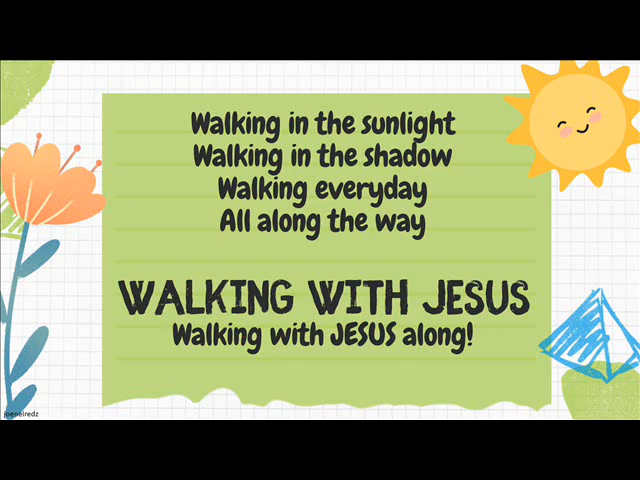 Walking in the sunlight
Walking in the shadow
Walking everyday
All along the way
WALKING WITH JESUS
Walking with JESUS along!
joeneiredz